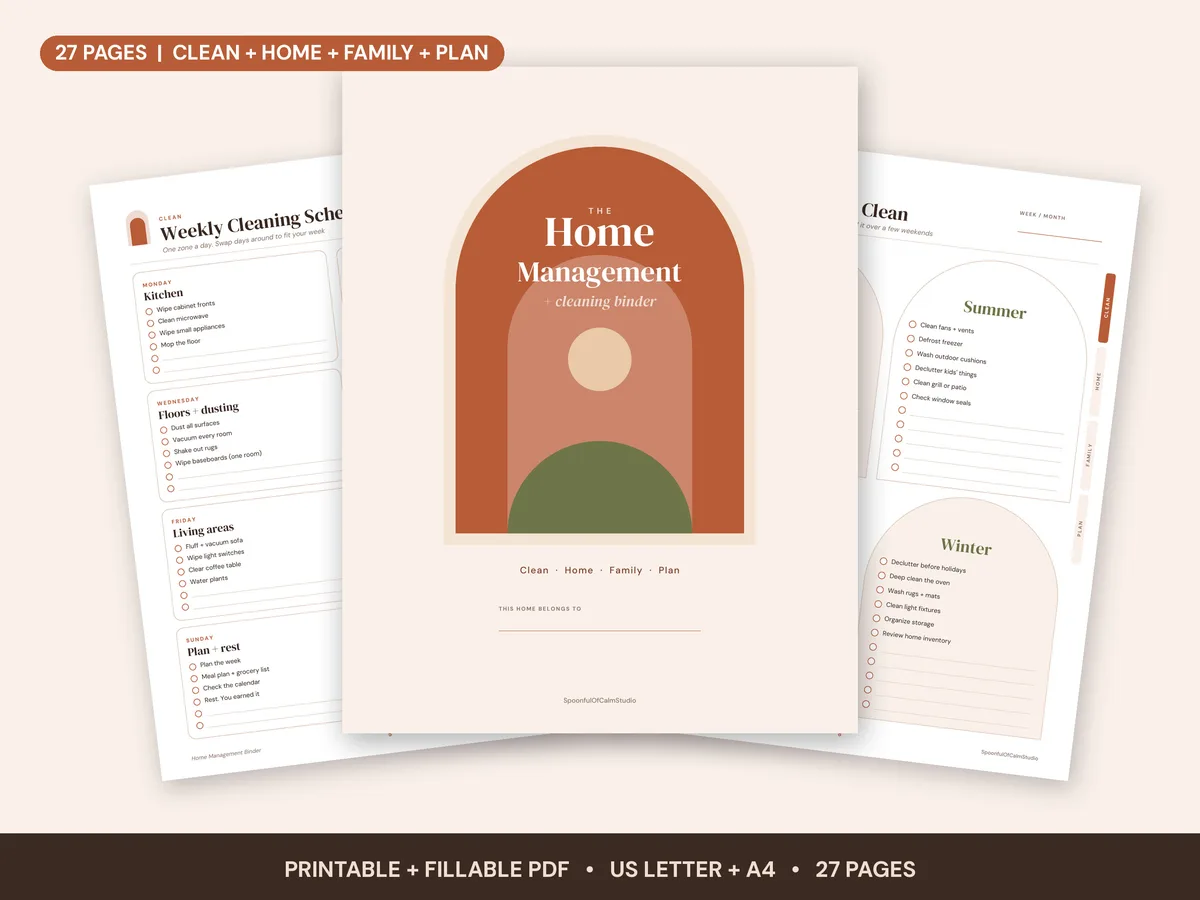 27 PAGES | CLEAN + HOME + FAMILY + PLAN
CLEAN
Weekly Cleaning Sche
One zone a day. Swap days around to fit your week
MONDAY
Kitchen
Wipe cabinet fronts
Clean microwave
Wipe small appliances
Mop the floor
WEDNESDAY
Floors + dusting
Dust all surfaces
Vacuum every room
Shake out rugs
Wipe baseboards (one room)
FRIDAY
Living areas
Fluff + vacuum sofa
Wipe light switches
Clear coffee table
Water plants
SUNDAY
Plan + rest
Plan the week
Meal plan + grocery list
Check the calendar
Rest. You earned it
Home Management Binder
THE
Home
Management
+ cleaning binder
Clean · Home · Family · Plan
THIS HOME BELONGS TO
SpoonfulOfCalmStudio
Clean
it over a few weekends
WEEK / MONTH
Summer
Clean fans + vents
Defrost freezer
Wash outdoor cushions
Declutter kids' things
Clean grill or patio
Check window seals
Winter
Declutter before holidays
Deep clean the oven
Wash rugs + mats
Clean light fixtures
Organize storage
Review home inventory
CLEAN
HOME
FAMILY
PLAN
SpoonfulOfCalmStudio
PRINTABLE + FILLABLE PDF • US LETTER + A4 • 27 PAGES